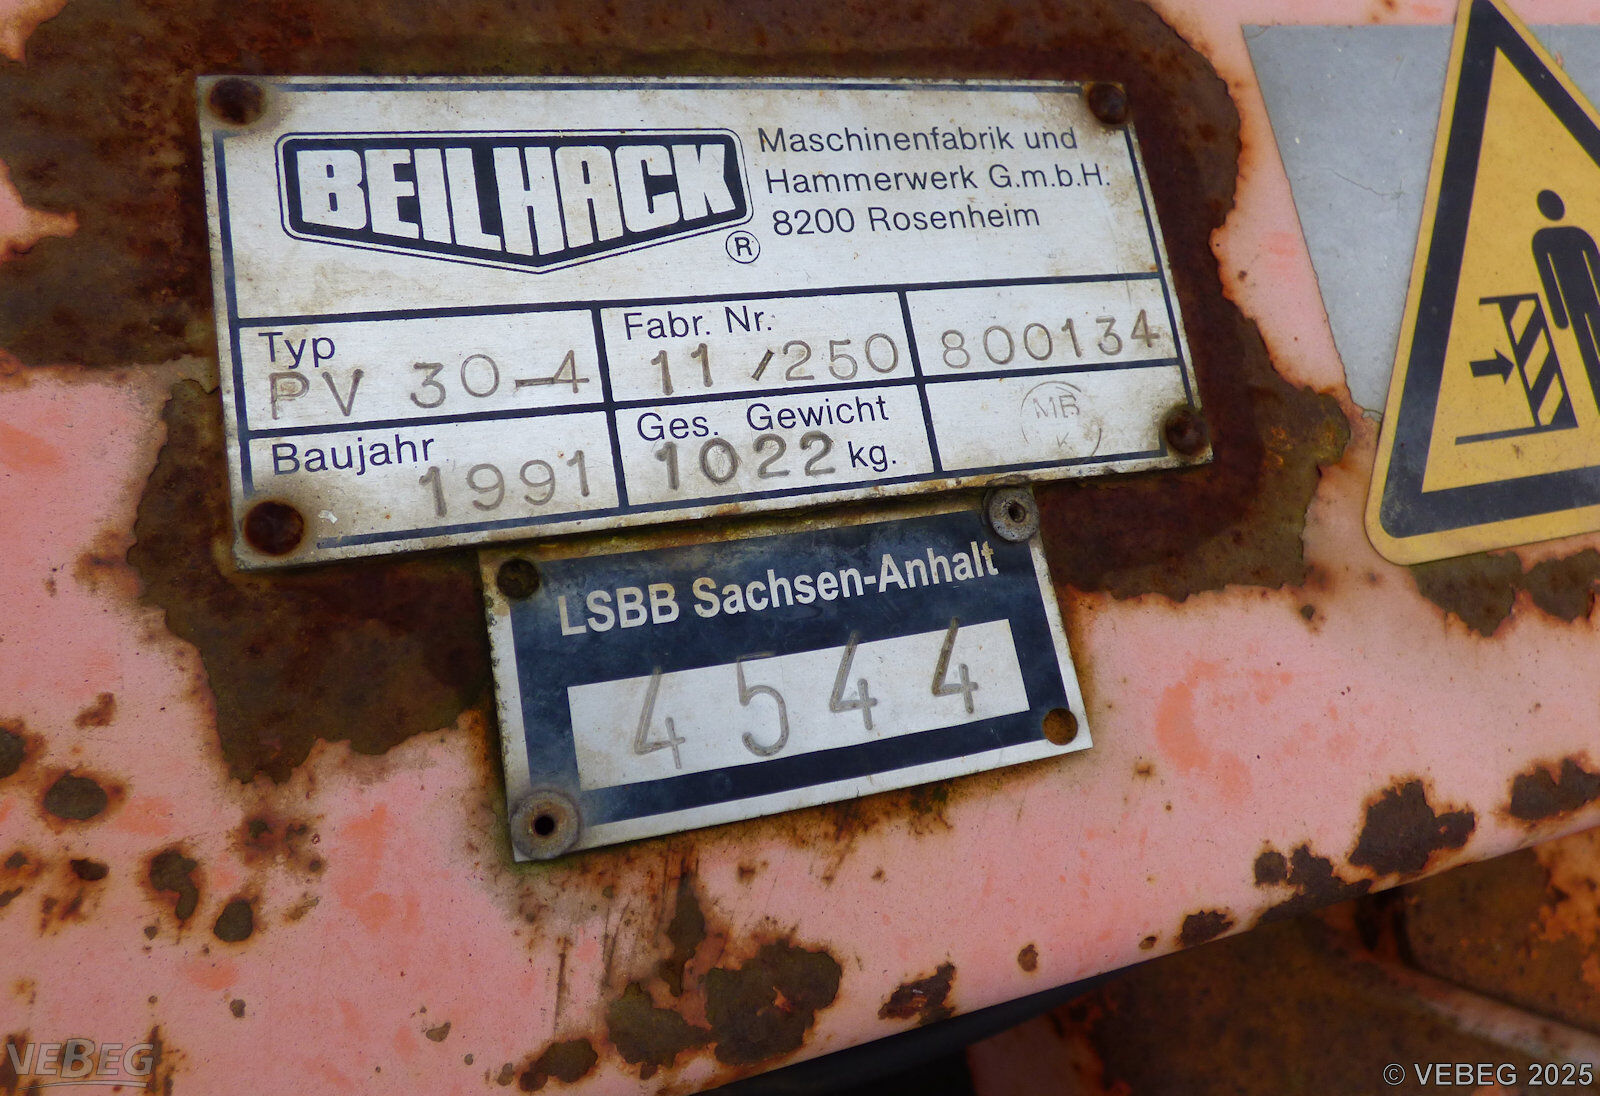 BEILHACK
®
Maschinenfabrik und
Hammerwerk G.m.b.H.
8200 Rosenheim
Typ
PV 30-4
Fabr. Nr.
11/250
800134
Baujahr
1991
Ges. Gewicht
1022 kg.
MB
K
LSBB Sachsen-Anhalt
4544
VEBEG
© VEBEG 2025